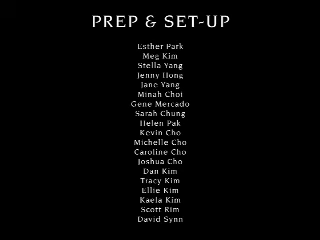 PREP & SET-UP
Esther Park
Meg Kim
Stella Yang
Jenny Hong
Jane Yang
Minah Choi
Gene Mercado
Sarah Chung
Helen Pak
Kevin Cho
Michelle Cho
Caroline Cho
Joshua Cho
Dan Kim
Tracy Kim
Ellie Kim
Kaela Kim
Scott Rim
David Synn